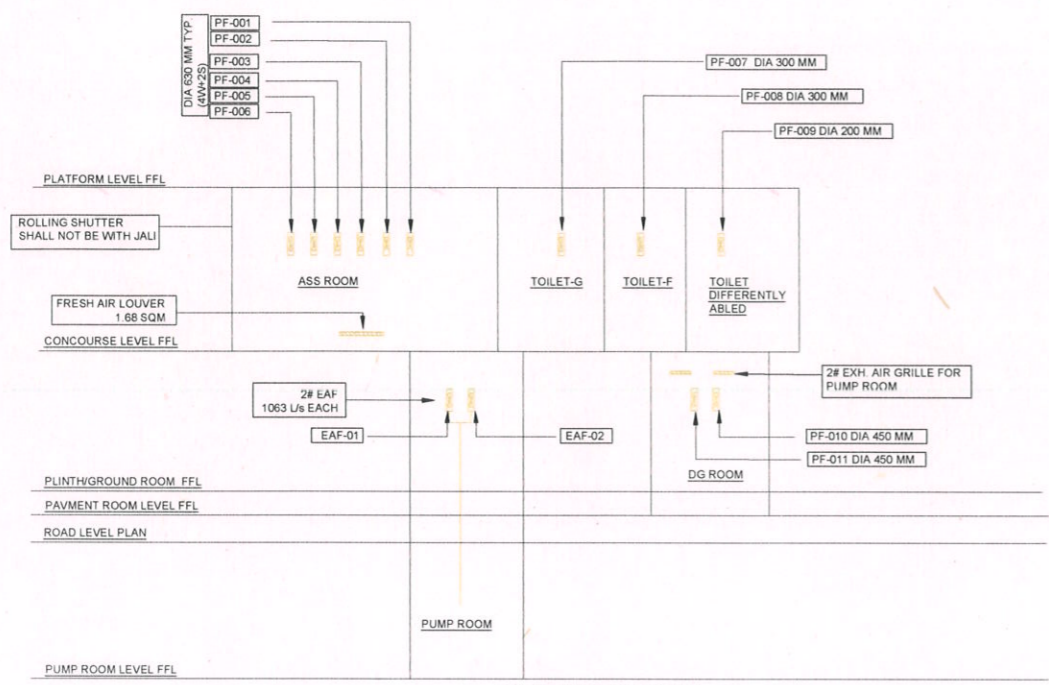 DIA 630 MM TYP.
(4W+2S)
PF-001
PF-002
PF-003
PF-004
PF-005
PF-006
PF-007 DIA 300 MM
PF-008 DIA 300 MM
PF-009 DIA 200 MM
PLATFORM LEVEL FFL
ROLLING SHUTTER
SHALL NOT BE WITH JALI
ASS ROOM
TOILET-G
TOILET-F
TOILET
DIFFERENTLY
ABLED
FRESH AIR LOUVER
1.68 SQM
CONCOURSE LEVEL FFL
2# EXH. AIR GRILLE FOR
PUMP ROOM
2# EAF
1063 L/s EACH
EAF-01
EAF-02
PF-010 DIA 450 MM
PF-011 DIA 450 MM
DG ROOM
PLINTH/GROUND ROOM FFL
PAVMENT ROOM LEVEL FFL
ROAD LEVEL PLAN
PUMP ROOM
PUMP ROOM LEVEL FFL